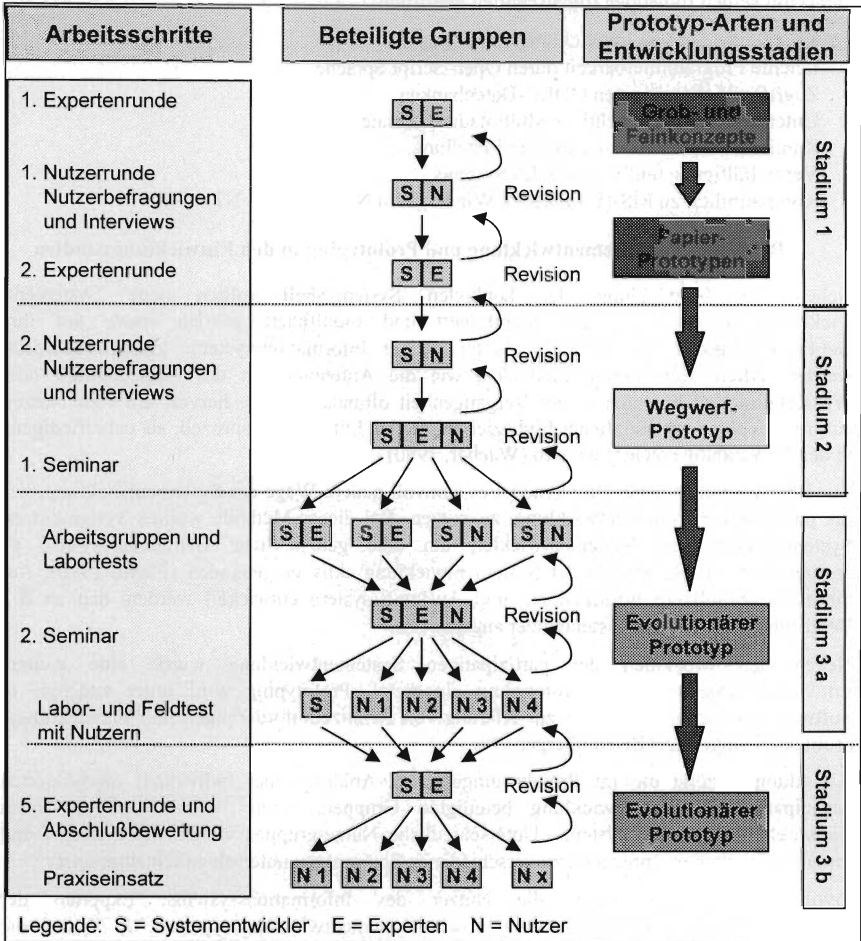 Arbeitsschritte
Beteiligte Gruppen
Prototyp-Arten und
Entwicklungsstadien
1. Expertenrunde
S E
Grob- und
Feinkonzepte
Stadium 1
1. Nutzerrunde
Nutzerbefragungen
und Interviews
S N
Revision
Papier-
Prototypen
2. Expertenrunde
S E
Revision
2. Nutzerrunde
Nutzerbefragungen
und Interviews
S N
Revision
Wegwerf-
Prototyp
Stadium 2
S E N
Revision
1. Seminar
Arbeitsgruppen und
Labortests
S E
S E
S N
S N
Revision
S E N
Revision
2. Seminar
Evolutionärer
Prototyp
Stadium 3 a
Labor- und Feldtest
mit Nutzern
S
N 1
N 2
N 3
N 4
Revision
S E
Revision
5. Expertenrunde und
Abschlußbewertung
Evolutionärer
Prototyp
Stadium 3 b
Praxiseinsatz
N 1
N 2
N 3
N 4
N x
Legende: S = Systementwickler E = Experten N = Nutzer